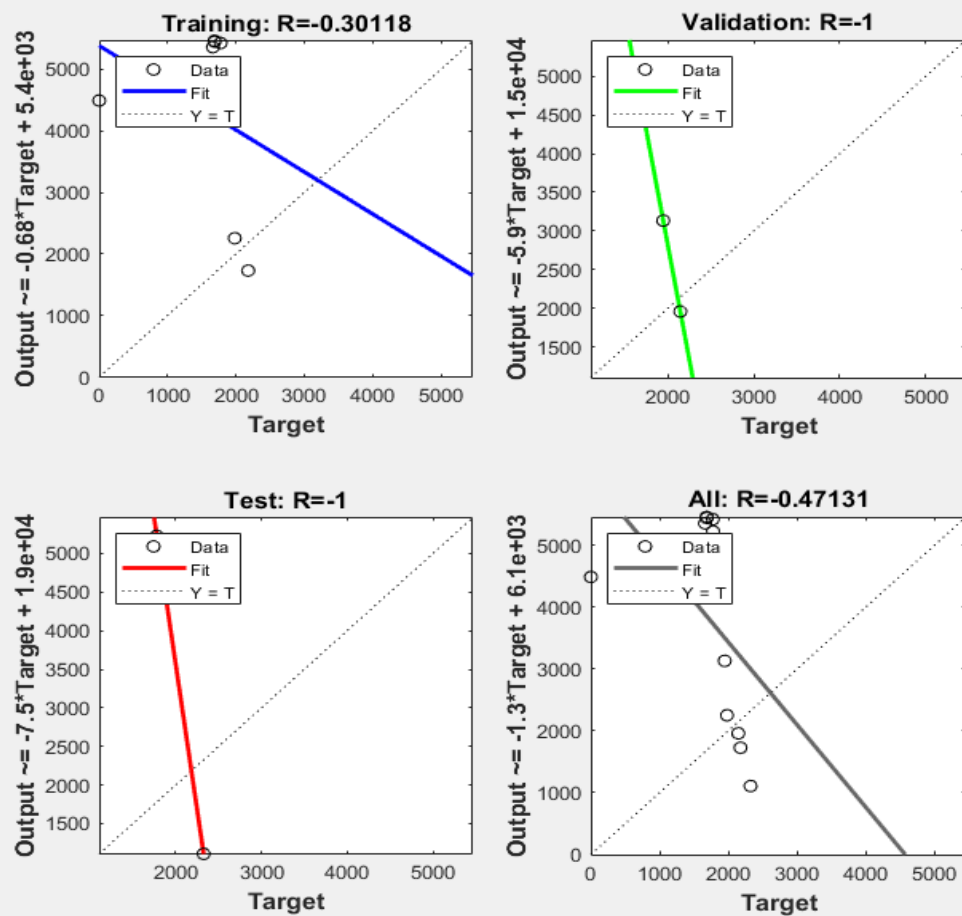 Training: R=-0.30118
Output ~= -0.68*Target + 5.4e+03
5000
4000
3000
2000
1000
0
Data
Fit
Y = T
0 1000 2000 3000 4000 5000
Target
Validation: R=-1
Output ~= -5.9*Target + 1.5e+04
5000
4500
4000
3500
3000
2500
2000
1500
Data
Fit
Y = T
2000 3000 4000 5000
Target
Test: R=-1
Output ~= -7.5*Target + 1.9e+04
5000
4500
4000
3500
3000
2500
2000
1500
Data
Fit
Y = T
2000 3000 4000 5000
Target
All: R=-0.47131
Output ~= -1.3*Target + 6.1e+03
5000
4000
3000
2000
1000
0
Data
Fit
Y = T
0 1000 2000 3000 4000 5000
Target